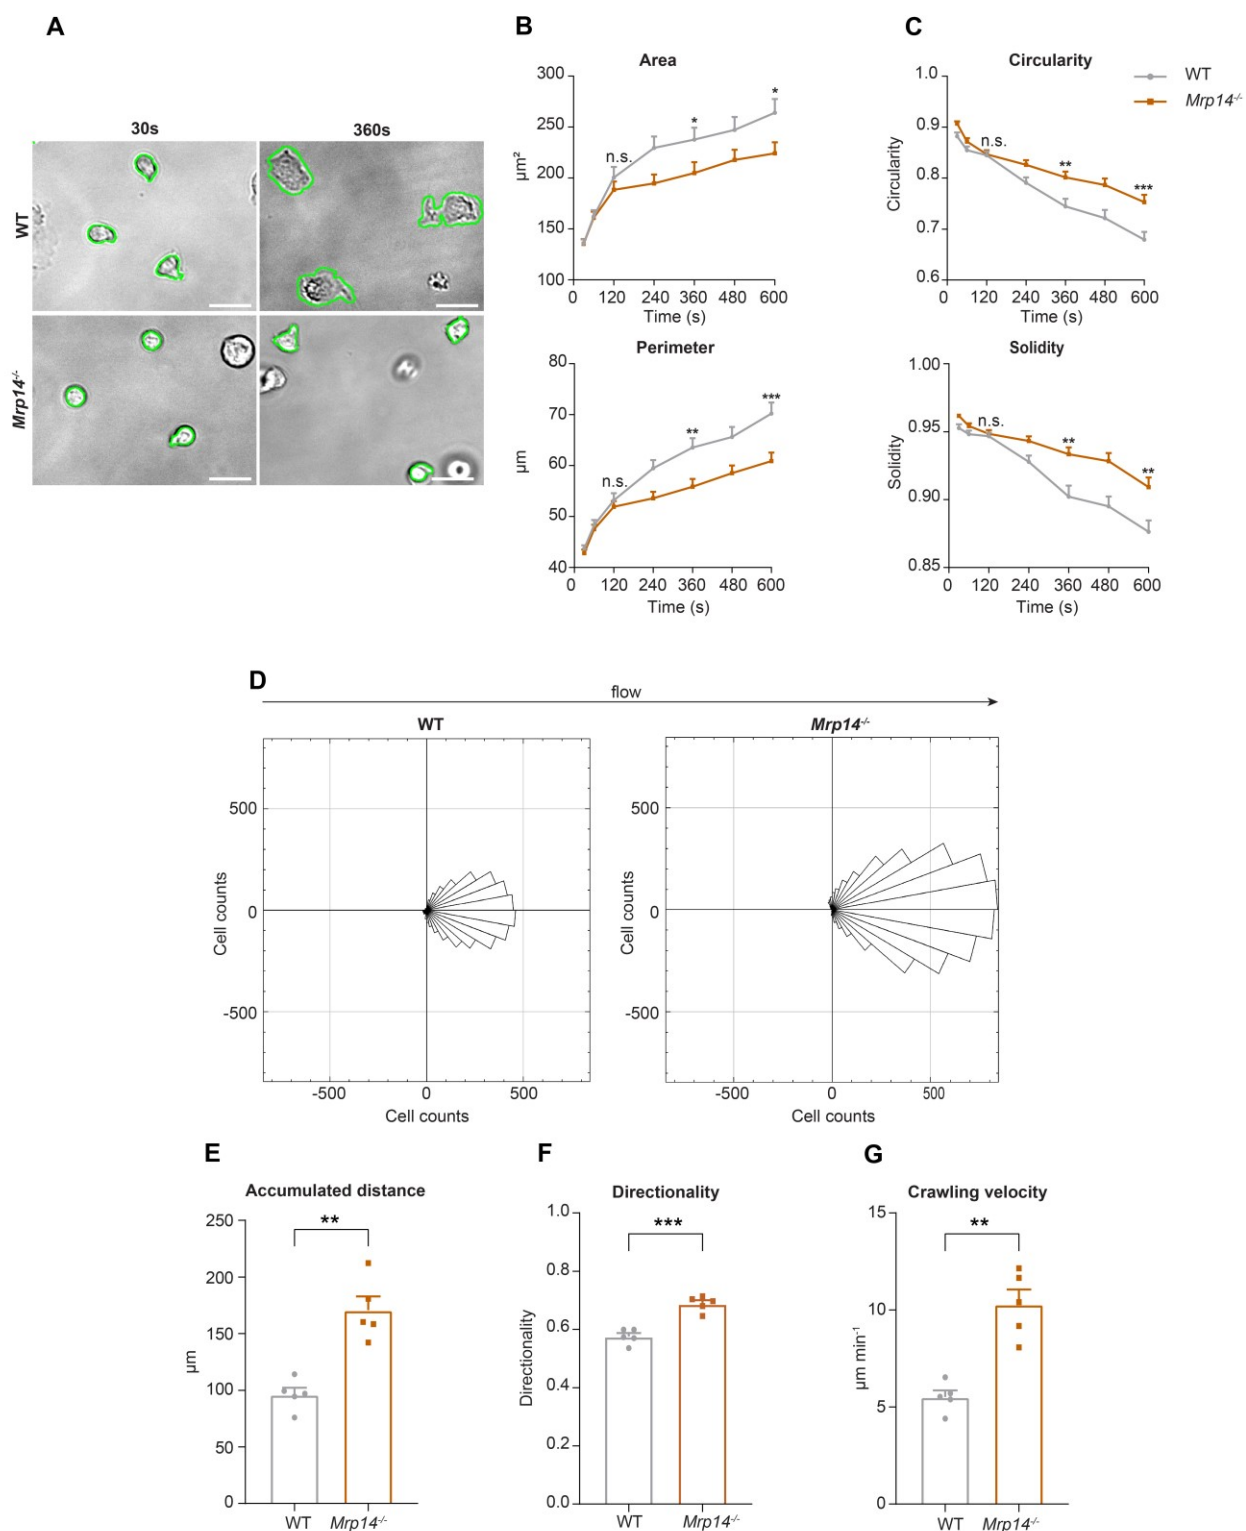 A
30s
360s
WT
Mrp14-/-
B
Area
300
250
200
150
100
µm²
n.s.
*
*
0
120
240
360
480
600
Time (s)
Perimeter
80
70
60
50
40
µm
n.s.
**
***
0
120
240
360
480
600
Time (s)
C
Circularity
1.0
0.9
0.8
0.7
0.6
Circularity
n.s.
**
***
0
120
240
360
480
600
Time (s)
WT
Mrp14-/-
Solidity
1.00
0.95
0.90
0.85
Solidity
n.s.
**
**
0
120
240
360
480
600
Time (s)
D
flow
WT
500
0
-500
Cell counts
-500
0
500
Cell counts
Mrp14-/-
500
0
-500
Cell counts
-500
0
500
Cell counts
E
Accumulated distance
**
250
200
150
100
50
0
µm
WT
Mrp14-/-
F
Directionality
***
1.0
0.8
0.6
0.4
0.2
0.0
Directionality
WT
Mrp14-/-
G
Crawling velocity
**
15
10
5
0
µm min-1
WT
Mrp14-/-